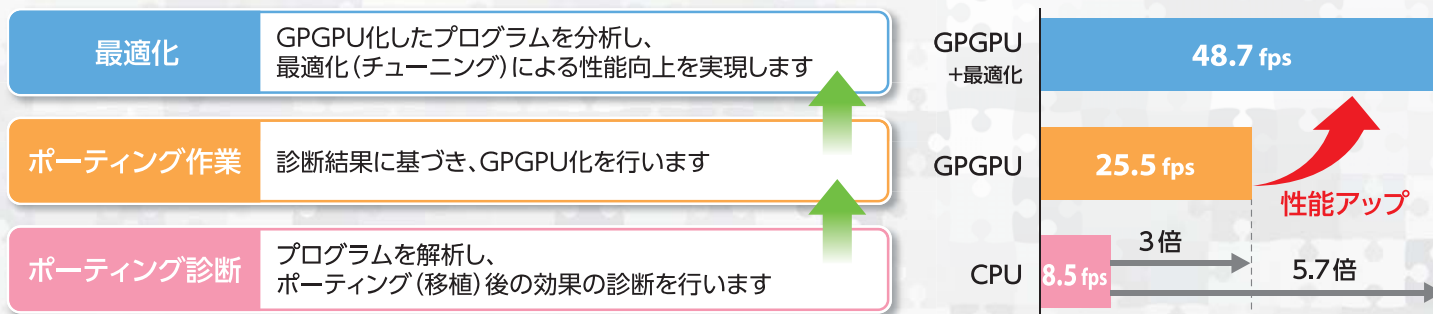 最適化
GPGPU化したプログラムを分析し、
最適化(チューニング)による性能向上を実現します
ポーティング作業
診断結果に基づき、GPGPU化を行います
ポーティング診断
プログラムを解析し、
ポーティング(移植)後の効果の診断を行います
GPGPU
+最適化
48.7 fps
GPGPU
25.5 fps
性能アップ
CPU
8.5 fps
3倍
5.7倍